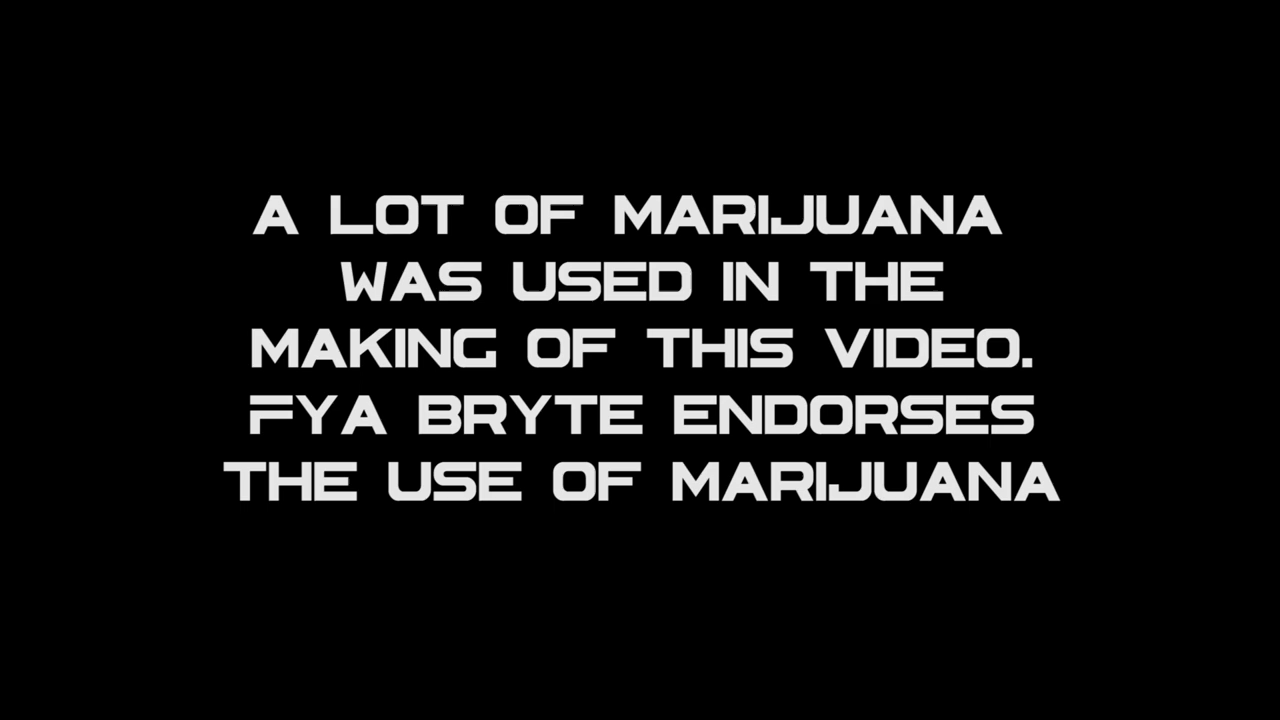 A LOT OF MARIJUANA
WAS USED IN THE
MAKING OF THIS VIDEO.
FYA BRYTE ENDORSES
THE USE OF MARIJUANA